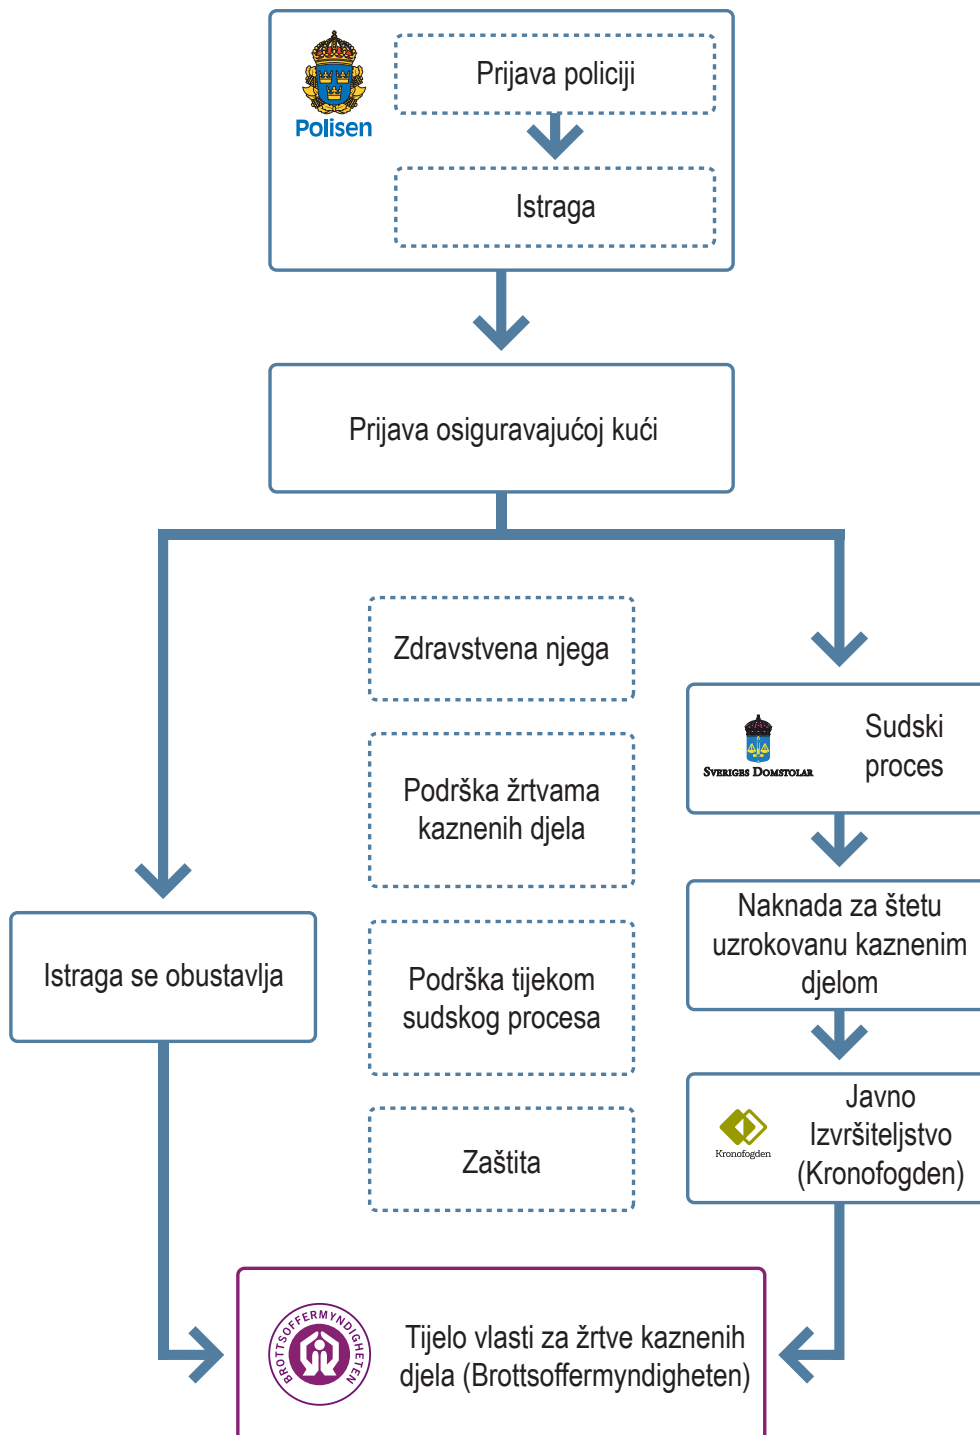 Polisen
Prijava policiji
Istraga
Prijava osiguravajućoj kući
Zdravstvena njega
Podrška žrtvama
kaznenih djela
Podrška tijekom
sudskog procesa
Zaštita
Istraga se obustavlja
SVERIGES DOMSTOLAR
Sudski
proces
Naknada za štetu
uzrokovanu kaznenim
djelom
Kronofogden
Javno
Izvršiteljstvo
(Kronofogden)
BROTTSOFFERMYNDIGHETEN
Tijelo vlasti za žrtve kaznenih
djela (Brottsoffermyndigheten)